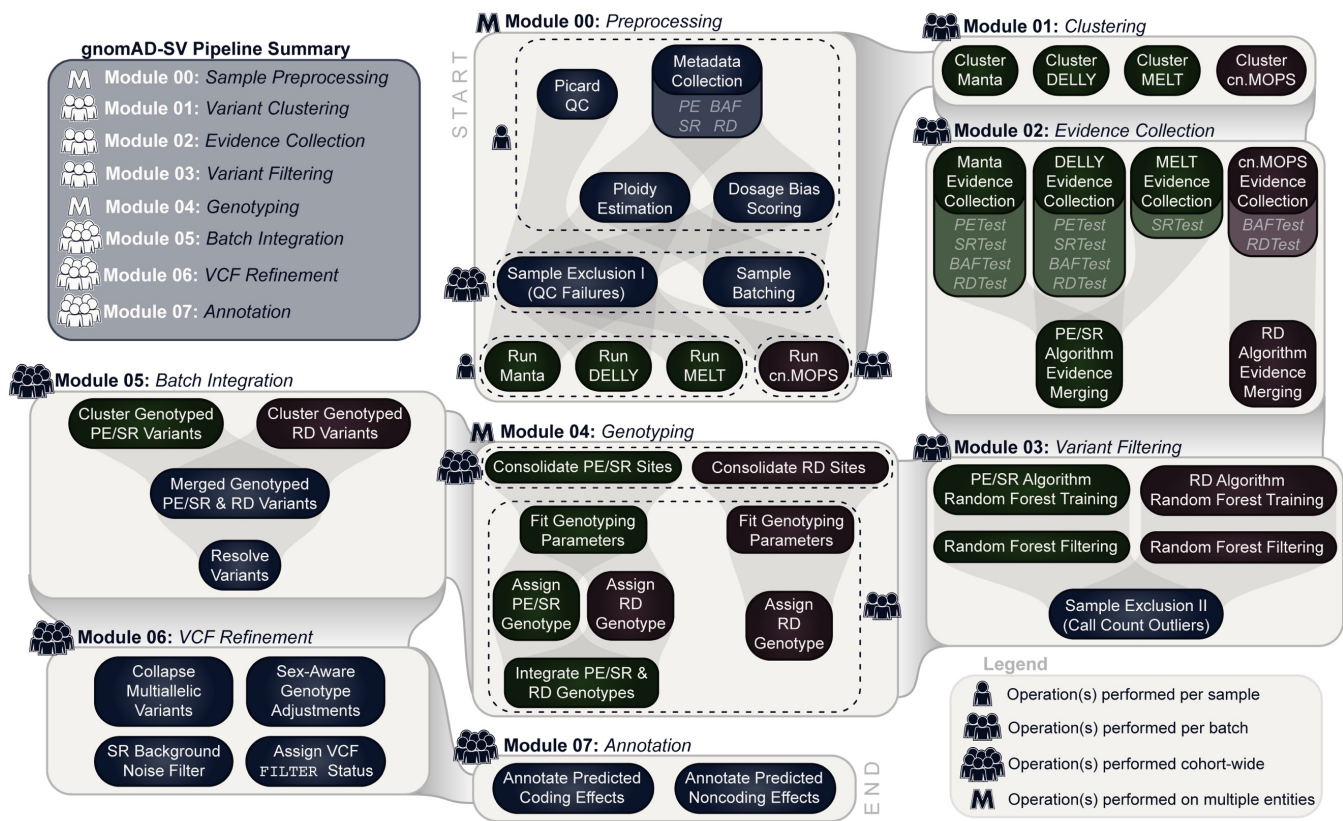 gnomAD-SV Pipeline Summary
M Module 00: Sample Preprocessing
Module 01: Variant Clustering
Module 02: Evidence Collection
Module 03: Variant Filtering
M Module 04: Genotyping
Module 05: Batch Integration
Module 06: VCF Refinement
Module 07: Annotation
M Module 00: Preprocessing
START
Picard
QC
Metadata
Collection
PE BAF
SR RD
Ploidy
Estimation
Dosage Bias
Scoring
Sample Exclusion I
(QC Failures)
Sample
Batching
Run
Manta
Run
DELLY
Run
MELT
Run
cn.MOPS
Module 01: Clustering
Cluster
Manta
Cluster
DELLY
Cluster
MELT
Cluster
cn.MOPS
Module 02: Evidence Collection
Manta
Evidence
Collection
PETest
SRTest
BAFTest
RDTest
DELLY
Evidence
Collection
PETest
SRTest
BAFTest
RDTest
MELT
Evidence
Collection
SRTest
cn.MOPS
Evidence
Collection
BAFTest
RDTest
PE/SR
Algorithm
Evidence
Merging
RD
Algorithm
Evidence
Merging
Module 03: Variant Filtering
PE/SR Algorithm
Random Forest Training
RD Algorithm
Random Forest Training
Random Forest Filtering
Random Forest Filtering
Sample Exclusion II
(Call Count Outliers)
M Module 04: Genotyping
Consolidate PE/SR Sites
Consolidate RD Sites
Fit Genotyping
Parameters
Fit Genotyping
Parameters
Assign
PE/SR
Genotype
Assign
RD
Genotype
Assign
RD
Genotype
Integrate PE/SR &
RD Genotypes
Module 05: Batch Integration
Cluster Genotyped
PE/SR Variants
Cluster Genotyped
RD Variants
Merged Genotyped
PE/SR & RD Variants
Resolve
Variants
Module 06: VCF Refinement
Collapse
Multiallelic
Variants
Sex-Aware
Genotype
Adjustments
SR Background
Noise Filter
Assign VCF
FILTER Status
Module 07: Annotation
Annotate Predicted
Coding Effects
Annotate Predicted
Noncoding Effects
END
Legend
Operation(s) performed per sample
Operation(s) performed per batch
Operation(s) performed cohort-wide
M Operation(s) performed on multiple entities